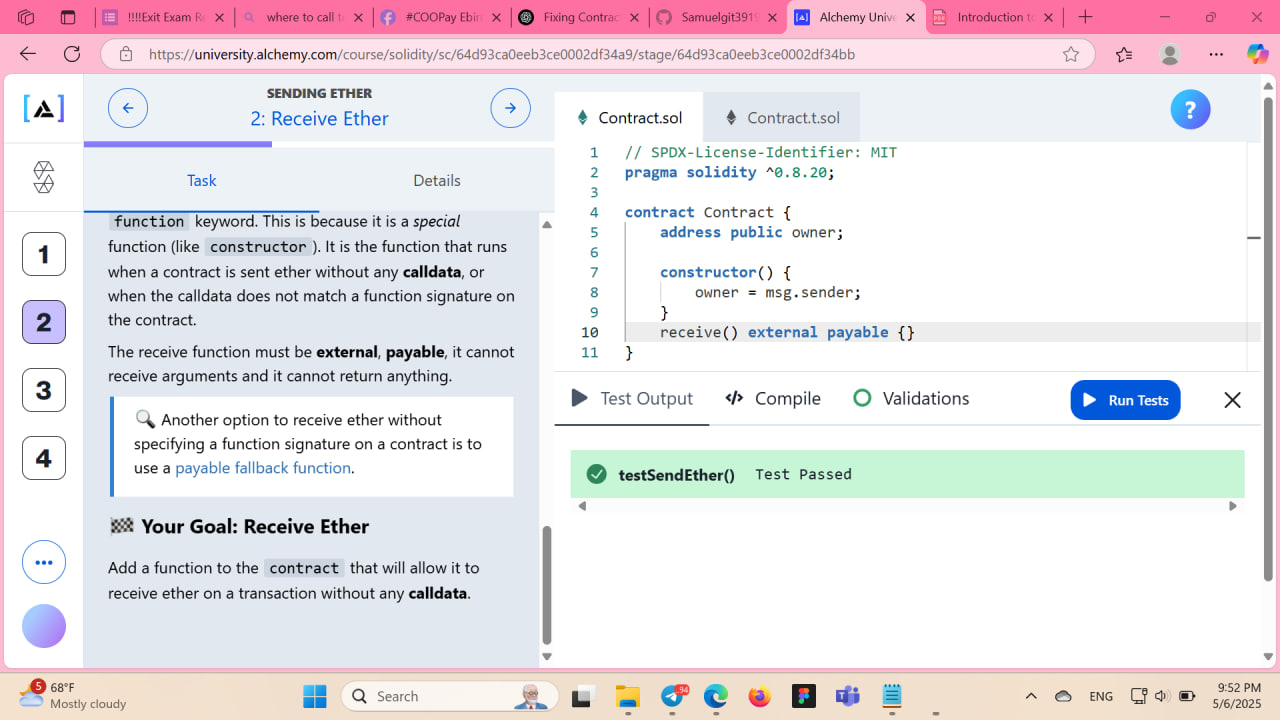 !!!!Exit Exam Re
where to call t
#COOPay Ebir
Fixing Contrac
Samuelgit3919
Alchemy Unive
Introduction to
https://university.alchemy.com/course/solidity/sc/64d93ca0eeb3ce0002df34a9/stage/64d93ca0eeb3ce0002df34bb
SENDING ETHER
2: Receive Ether
Task
Details
1
2
3
4
function keyword. This is because it is a special
function (like constructor ). It is the function that runs
when a contract is sent ether without any calldata, or
when the calldata does not match a function signature on
the contract.
The receive function must be external, payable, it cannot
receive arguments and it cannot return anything.
🔍 Another option to receive ether without
specifying a function signature on a contract is to
use a payable fallback function.
🏁 Your Goal: Receive Ether
Add a function to the contract that will allow it to
receive ether on a transaction without any calldata.
Contract.sol
Contract.t.sol
?
1 // SPDX-License-Identifier: MIT
2 pragma solidity ^0.8.20;
3
4 contract Contract {
5 address public owner;
6
7 constructor() {
8 owner = msg.sender;
9 }
10 receive() external payable {}
11 }
Test Output
Compile
Validations
Run Tests
testSendEther() Test Passed
5
68°F
Mostly cloudy
Search
94
ENG
9:52 PM
5/6/2025